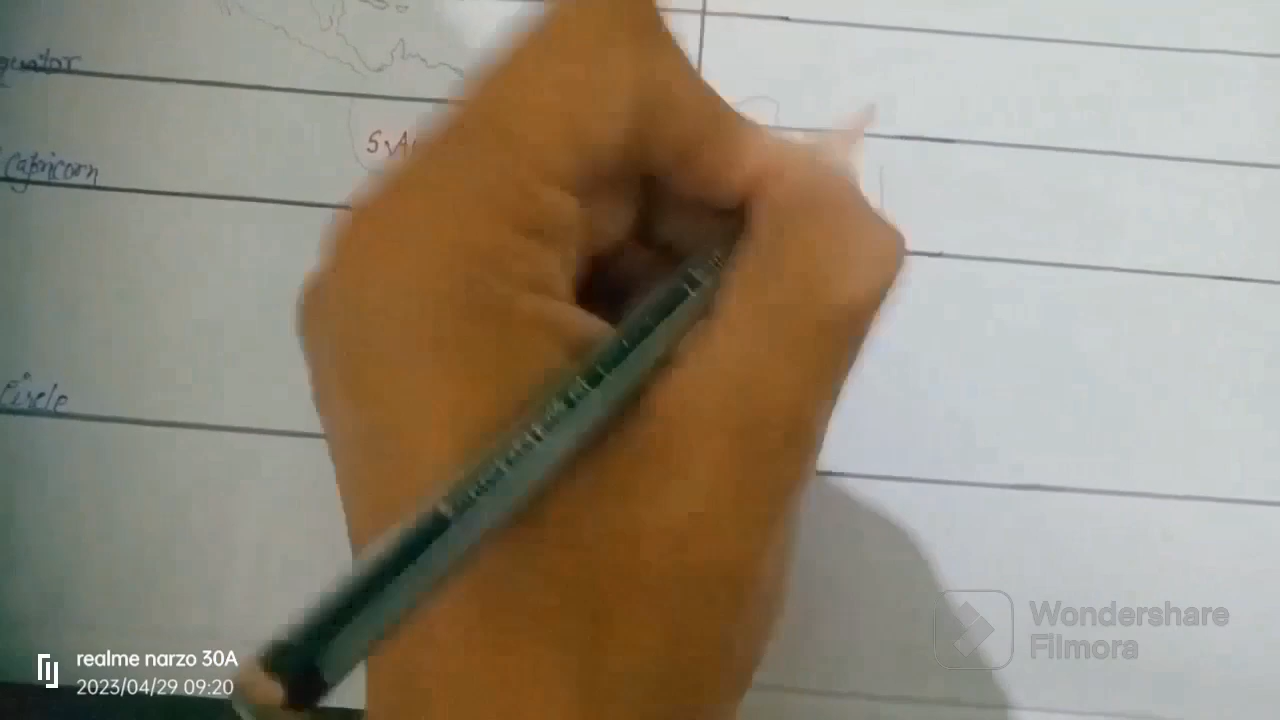 quator
Capricorn
S.A
Circle
realme narzo 30A
2023/04/29 09:20
Wondershare
Filmora